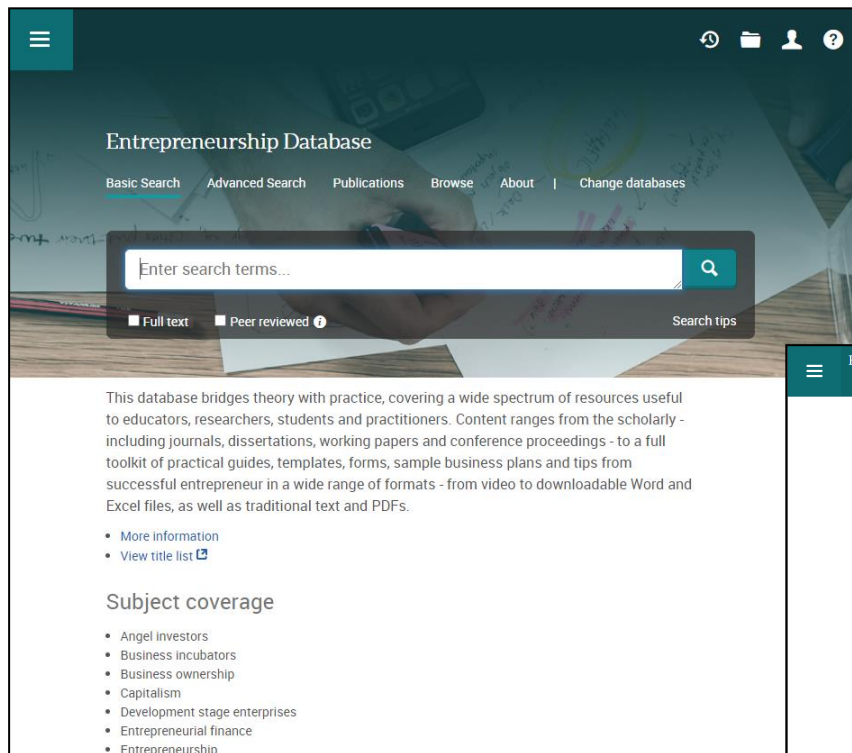 Entrepreneurship Database
Basic Search Advanced Search Publications Browse About | Change databases
Enter search terms...
Full text Peer reviewed
Search tips
This database bridges theory with practice, covering a wide spectrum of resources useful
to educators, researchers, students and practitioners. Content ranges from the scholarly -
including journals, dissertations, working papers and conference proceedings - to a full
toolkit of practical guides, templates, forms, sample business plans and tips from
successful entrepreneur in a wide range of formats - from video to downloadable Word and
Excel files, as well as traditional text and PDFs.
• More information
• View title list
Subject coverage
• Angel investors
• Business incubators
• Business ownership
• Capitalism
• Development stage enterprises
• Entrepreneurial finance
• Entrepreneurship